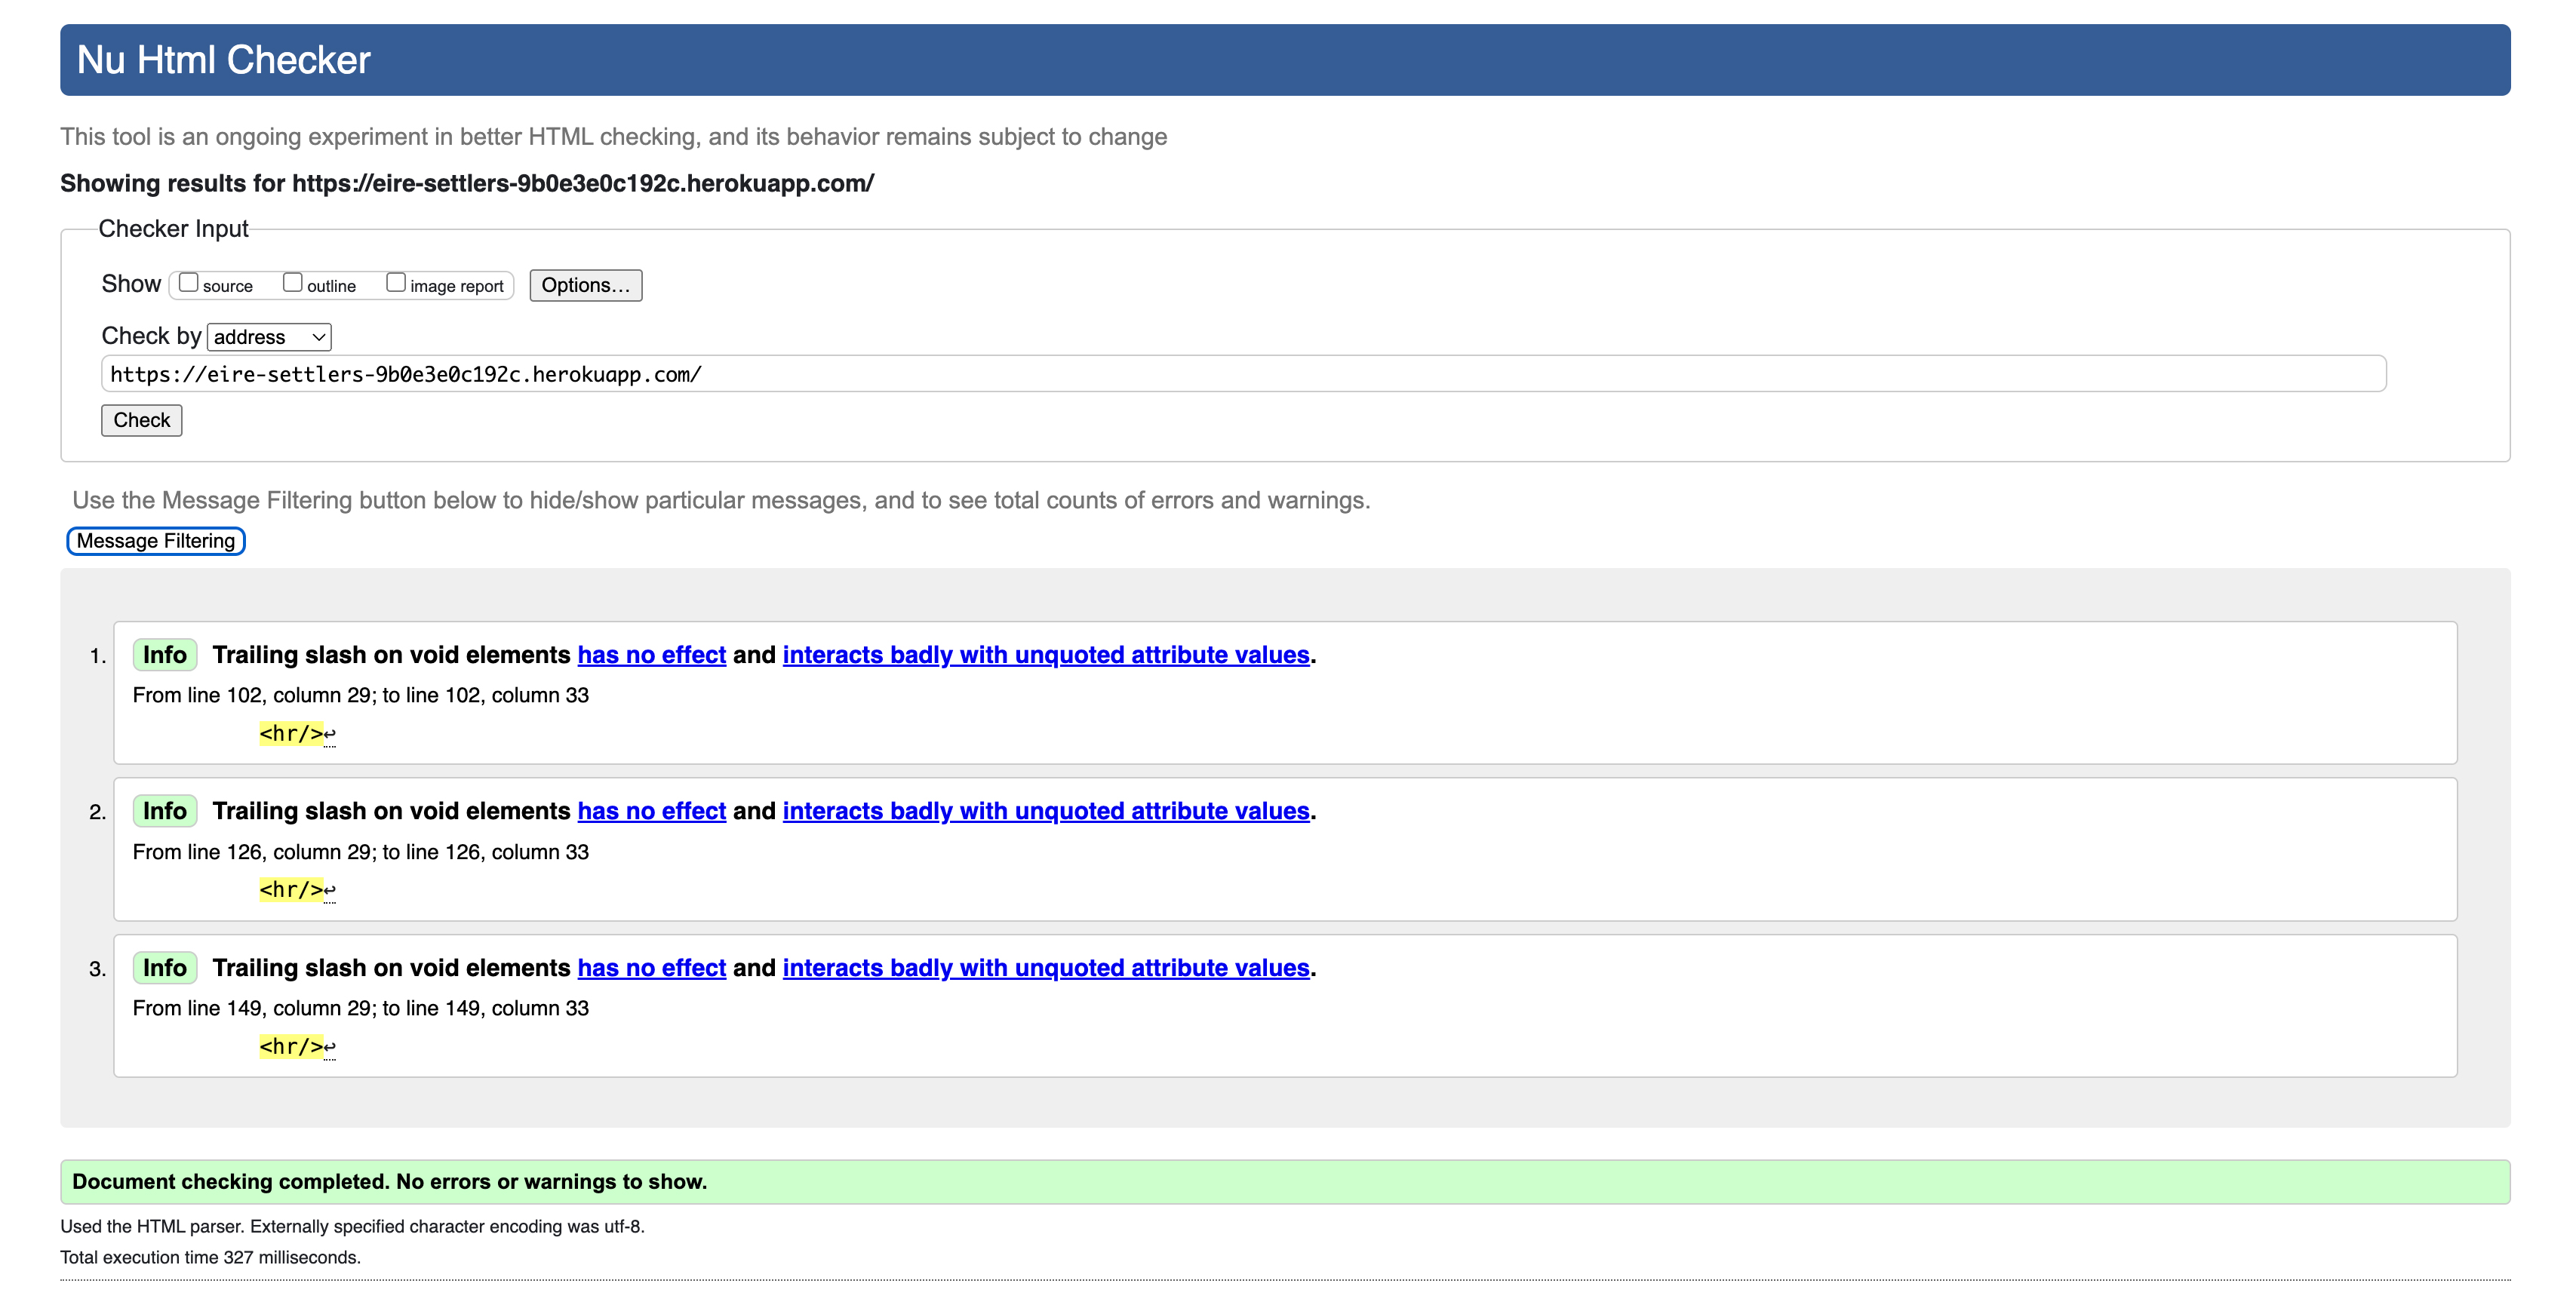 Nu Html Checker
This tool is an ongoing experiment in better HTML checking, and its behavior remains subject to change
Showing results for https://eire-settlers-9b0e3e0c192c.herokuapp.com/
Checker Input
Show source outline image report Options...
Check by address
https://eire-settlers-9b0e3e0c192c.herokuapp.com/
Check
Use the Message Filtering button below to hide/show particular messages, and to see total counts of errors and warnings.
Message Filtering
1. Info Trailing slash on void elements has no effect and interacts badly with unquoted attribute values.
From line 102, column 29; to line 102, column 33
<hr/>↩
2. Info Trailing slash on void elements has no effect and interacts badly with unquoted attribute values.
From line 126, column 29; to line 126, column 33
<hr/>↩
3. Info Trailing slash on void elements has no effect and interacts badly with unquoted attribute values.
From line 149, column 29; to line 149, column 33
<hr/>↩
Document checking completed. No errors or warnings to show.
Used the HTML parser. Externally specified character encoding was utf-8.
Total execution time 327 milliseconds.